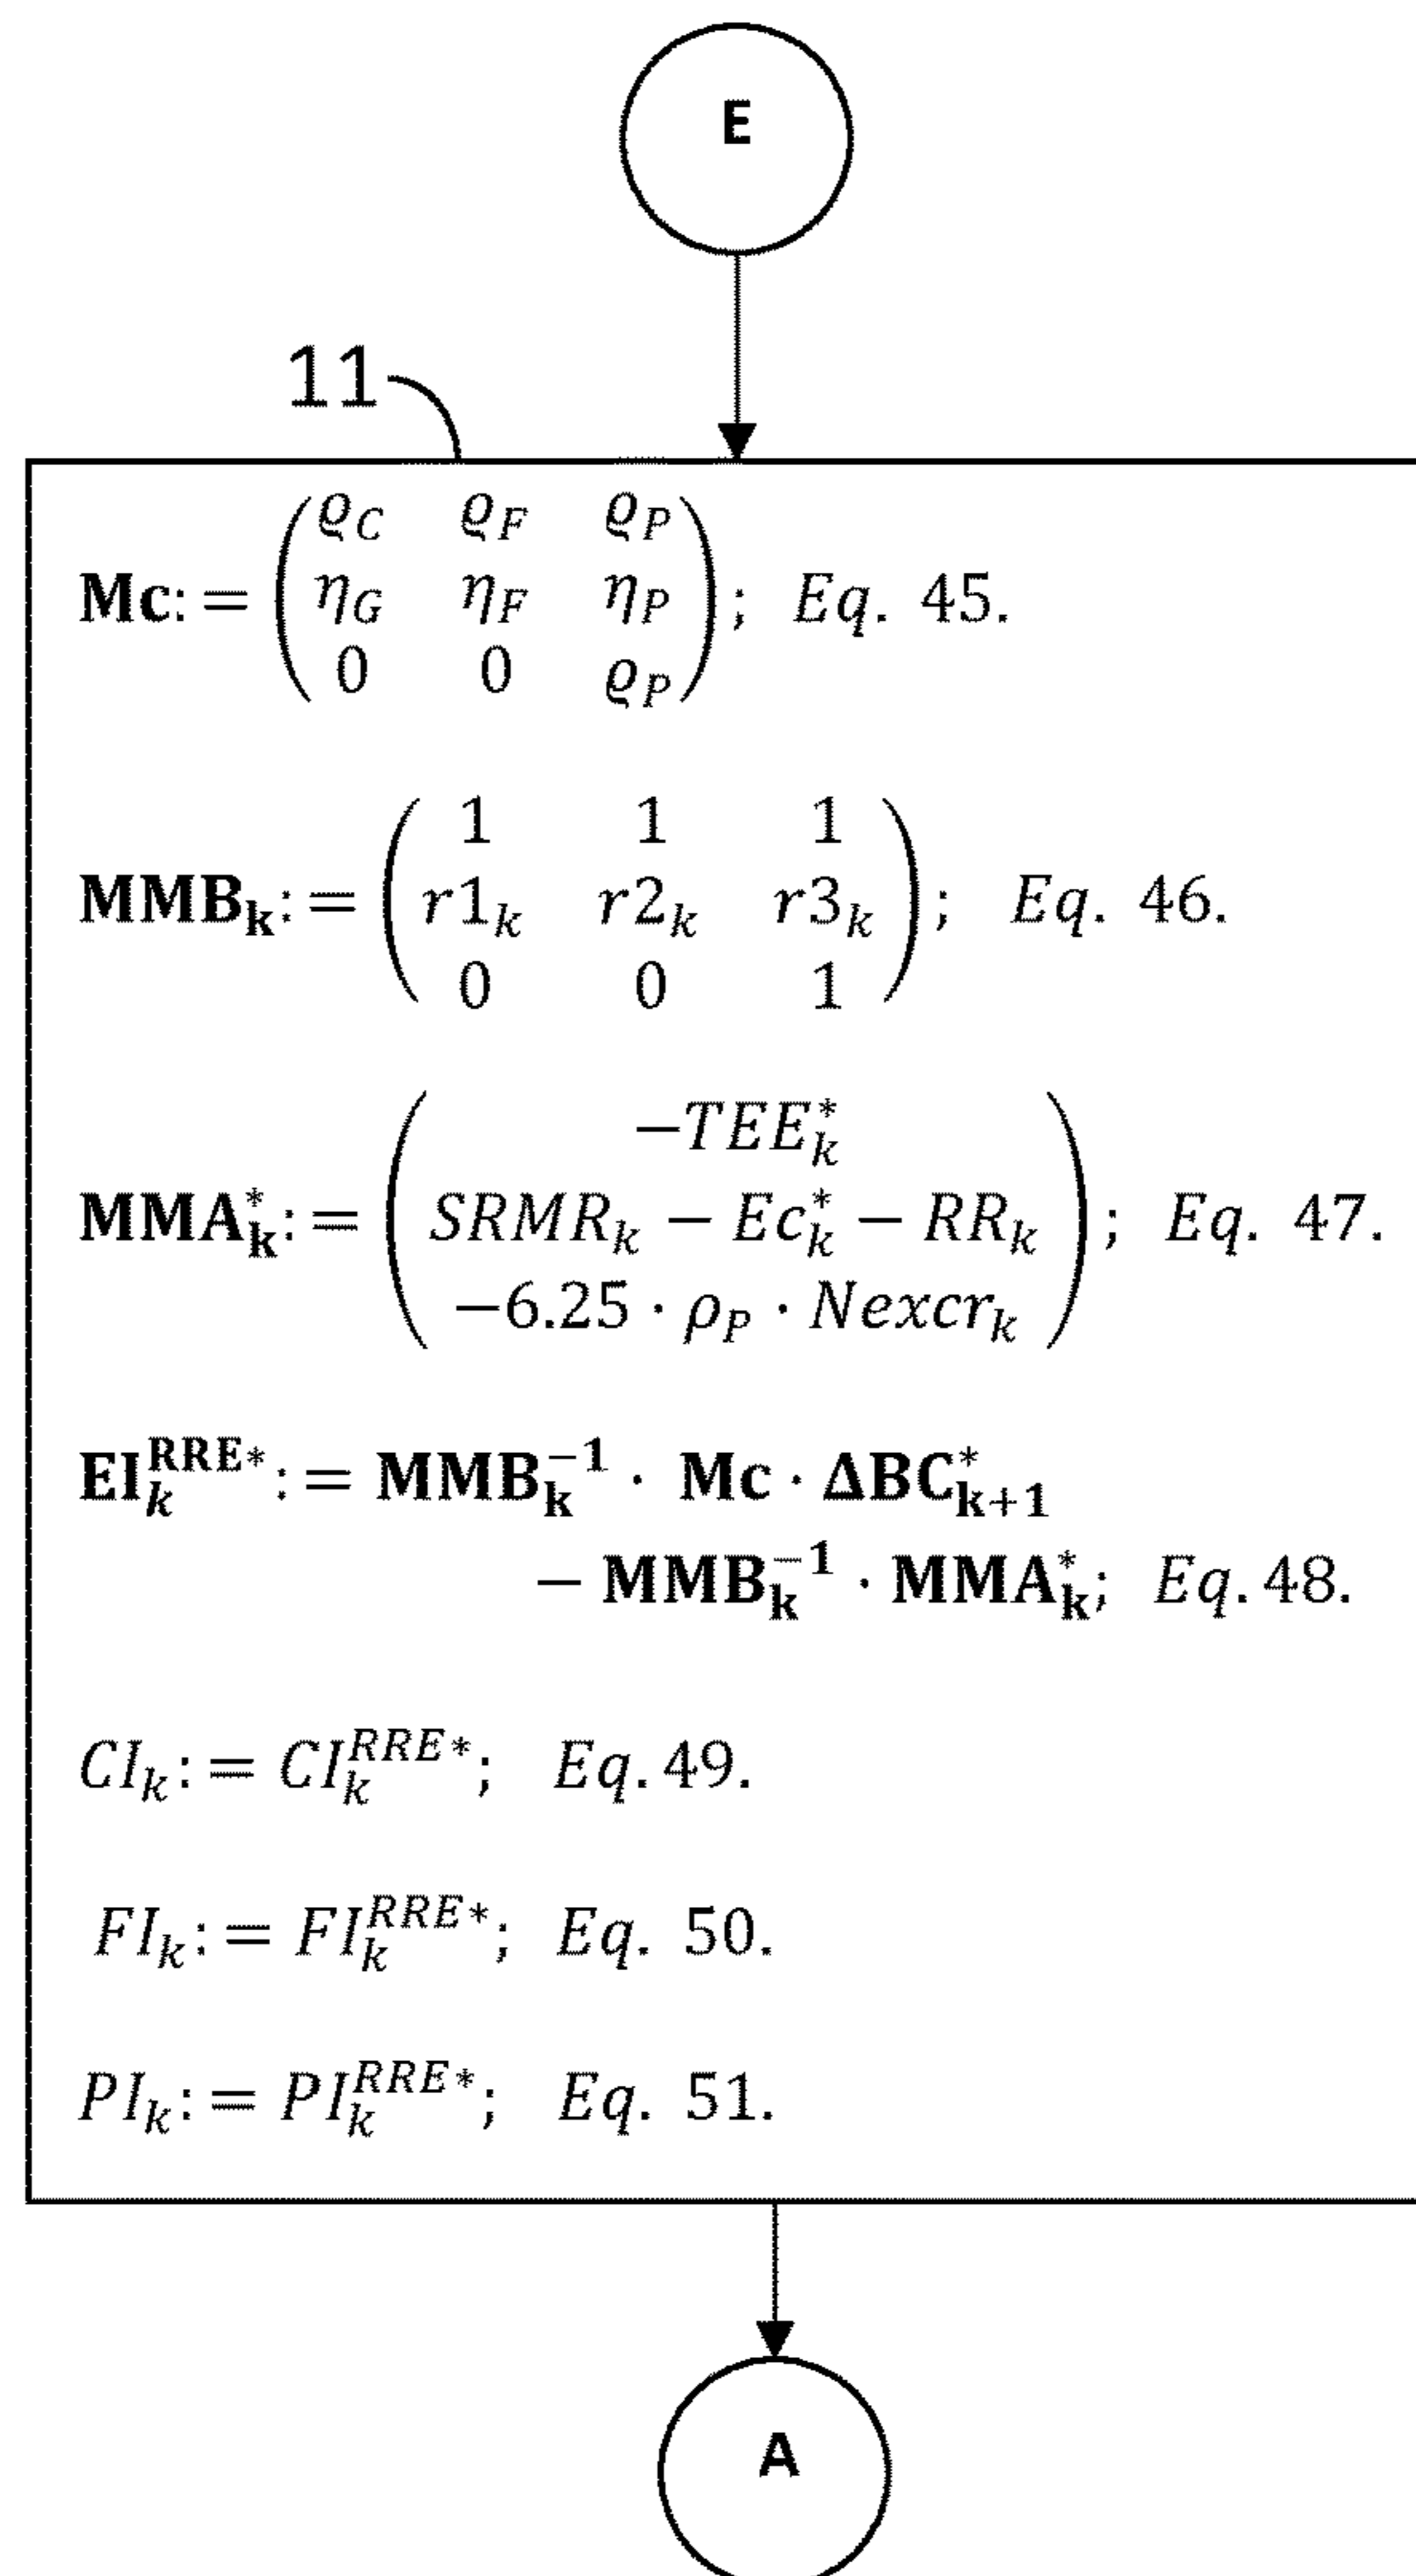 E
11
Mc:= (ϱ_C ϱ_F ϱ_P
η_G η_F η_P
0 0 ϱ_P); Eq. 45.
MMB_k:= (1 1 1
r1_k r2_k r3_k
0 0 1); Eq. 46.
MMA*_k:= (−TEE*_k
SRMR_k − Ec*_k − RR_k
−6.25 · ρ_P · Nexcr_k); Eq. 47.
EI_k^RRE* := MMB_k^−1 · Mc · ΔBC*_k+1
− MMB_k^−1 · MMA*_k; Eq. 48.
CI_k:= CI_k^RRE*; Eq. 49.
FI_k:= FI_k^RRE*; Eq. 50.
PI_k:= PI_k^RRE*; Eq. 51.
A